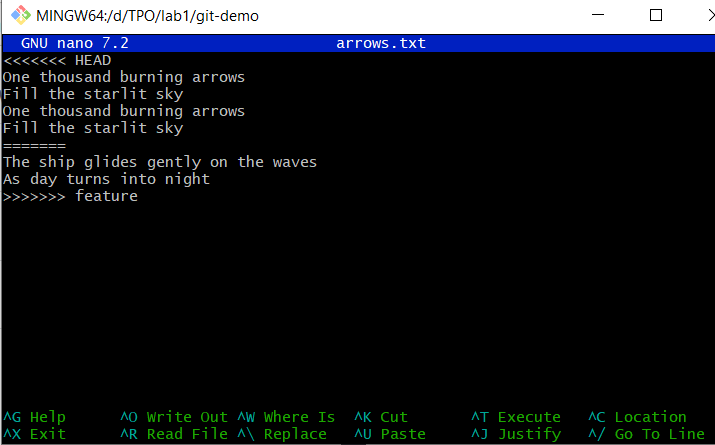 MINGW64:/d/TPO/lab1/git-demo
GNU nano 7.2 arrows.txt
<<<<<<< HEAD
One thousand burning arrows
Fill the starlit sky
One thousand burning arrows
Fill the starlit sky
=======
The ship glides gently on the waves
As day turns into night
>>>>>>> feature
^G Help ^O Write Out ^W Where Is ^K Cut ^T Execute ^C Location
^X Exit ^R Read File ^\ Replace ^U Paste ^J Justify ^/ Go To Line